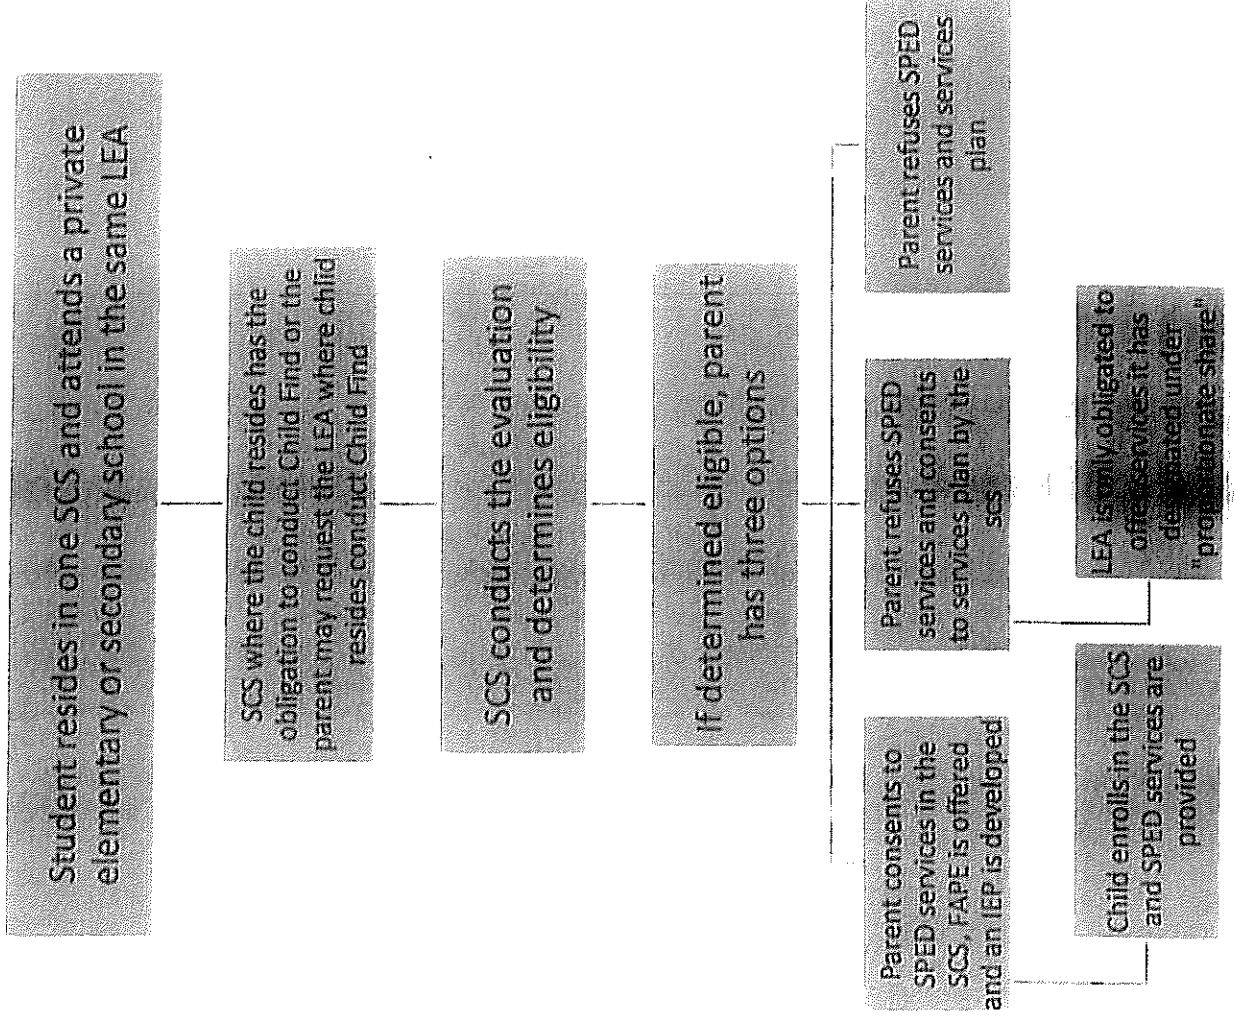 Student resides in one SCS and attends a private
elementary or secondary school in the same LEA
SCS where the child resides has the
obligation to conduct Child Find or the
parent may request the LEA where chlid
resides conduct Child Find
SCS conducts the evaluation
and determines eligibility
If determined eligible, parent
has three options
Parent consents to
SPED services in the
SCS, FAPE is offered
and an IEP is developed
Parent refuses SPED
services and consents
to services plan by the
SCS
Parent refuses SPED
services and services
plan
Child enrolls in the SCS
and SPED services are
provided
LEA is only obligated to
offer services it has
designated under
"proportionate share"